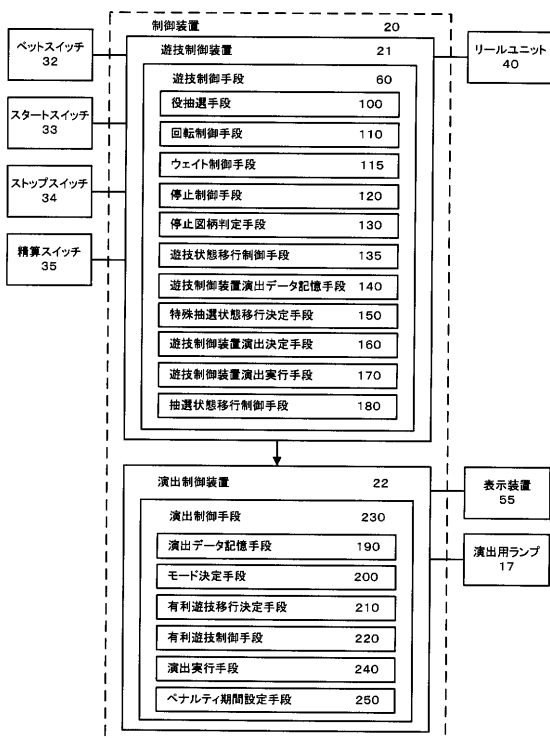 制御装置 20
ベットスイッチ
32
スタートスイッチ
33
ストップスイッチ
34
精算スイッチ
35
遊技制御装置 21
遊技制御手段 60
役抽選手段 100
回転制御手段 110
ウェイト制御手段 115
停止制御手段 120
停止図柄判定手段 130
遊技状態移行制御手段 135
遊技制御装置演出データ記憶手段 140
特殊抽選状態移行決定手段 150
遊技制御装置演出決定手段 160
遊技制御装置演出実行手段 170
抽選状態移行制御手段 180
リールユニット
40
演出制御装置 22
演出制御手段 230
演出データ記憶手段 190
モード決定手段 200
有利遊技移行決定手段 210
有利遊技制御手段 220
演出実行手段 240
ペナルティ期間設定手段 250
表示装置
55
演出用ランプ
17